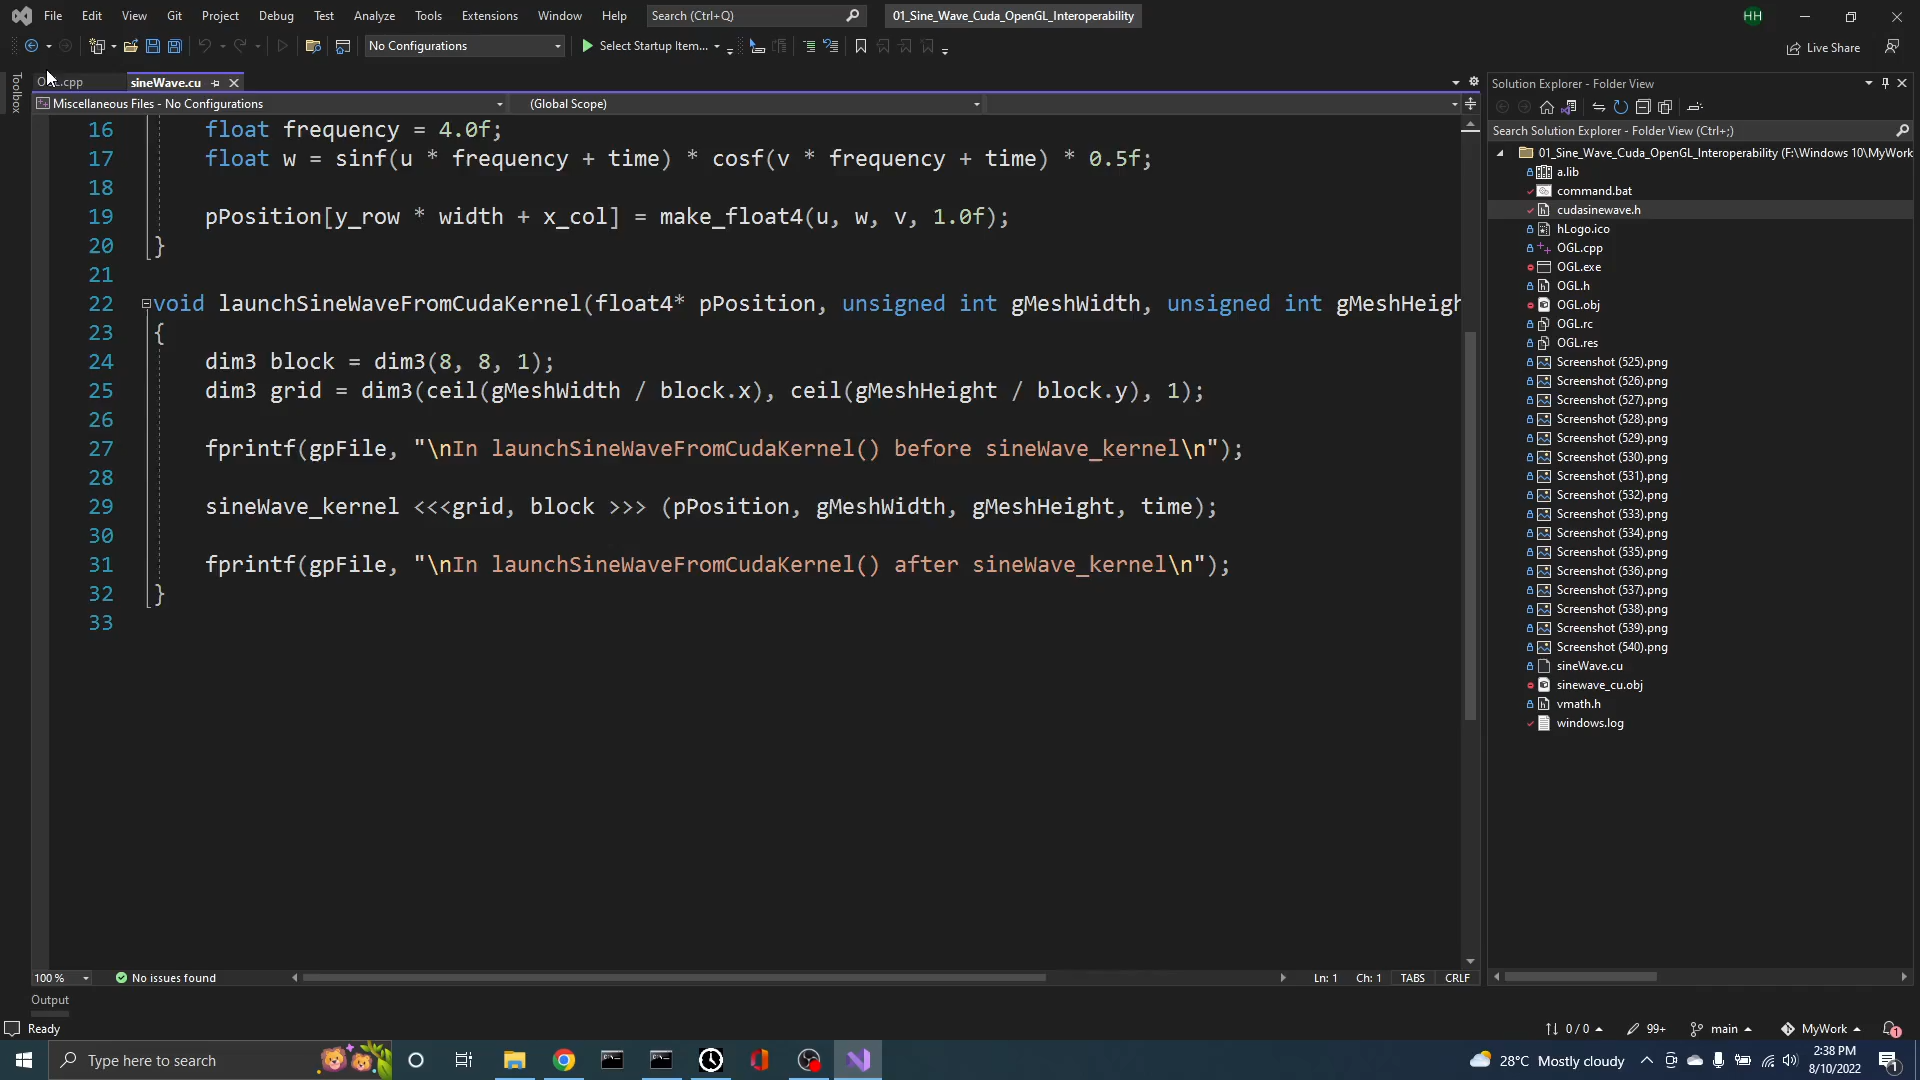 File Edit View Git Project Debug Test Analyze Tools Extensions Window Help Search (Ctrl+Q) 01_Sine_Wave_Cuda_OpenGL_Interoperability HH
No Configurations Select Startup Item... Live Share
Toolbox
.cpp sineWave.cu
Miscellaneous Files - No Configurations (Global Scope)
16 float frequency = 4.0f;
17 float w = sinf(u * frequency + time) * cosf(v * frequency + time) * 0.5f;
18
19 pPosition[y_row * width + x_col] = make_float4(u, w, v, 1.0f);
20 }
21
22 void launchSineWaveFromCudaKernel(float4* pPosition, unsigned int gMeshWidth, unsigned int gMeshHeigh
23 {
24 dim3 block = dim3(8, 8, 1);
25 dim3 grid = dim3(ceil(gMeshWidth / block.x), ceil(gMeshHeight / block.y), 1);
26
27 fprintf(gpFile, "\nIn launchSineWaveFromCudaKernel() before sineWave_kernel\n");
28
29 sineWave_kernel <<<grid, block >>> (pPosition, gMeshWidth, gMeshHeight, time);
30
31 fprintf(gpFile, "\nIn launchSineWaveFromCudaKernel() after sineWave_kernel\n");
32 }
33
100 % No issues found Ln: 1 Ch: 1 TABS CRLF
Output
Solution Explorer - Folder View
Search Solution Explorer - Folder View (Ctrl+;)
01_Sine_Wave_Cuda_OpenGL_Interoperability (F:\Windows 10\MyWork
a.lib
command.bat
cudasinewave.h
hLogo.ico
OGL.cpp
OGL.exe
OGL.h
OGL.obj
OGL.rc
OGL.res
Screenshot (525).png
Screenshot (526).png
Screenshot (527).png
Screenshot (528).png
Screenshot (529).png
Screenshot (530).png
Screenshot (531).png
Screenshot (532).png
Screenshot (533).png
Screenshot (534).png
Screenshot (535).png
Screenshot (536).png
Screenshot (537).png
Screenshot (538).png
Screenshot (539).png
Screenshot (540).png
sineWave.cu
sinewave_cu.obj
vmath.h
windows.log
Ready 0 / 0 99+ main MyWork 1
Type here to search 28°C Mostly cloudy 2:38 PM
8/10/2022 1